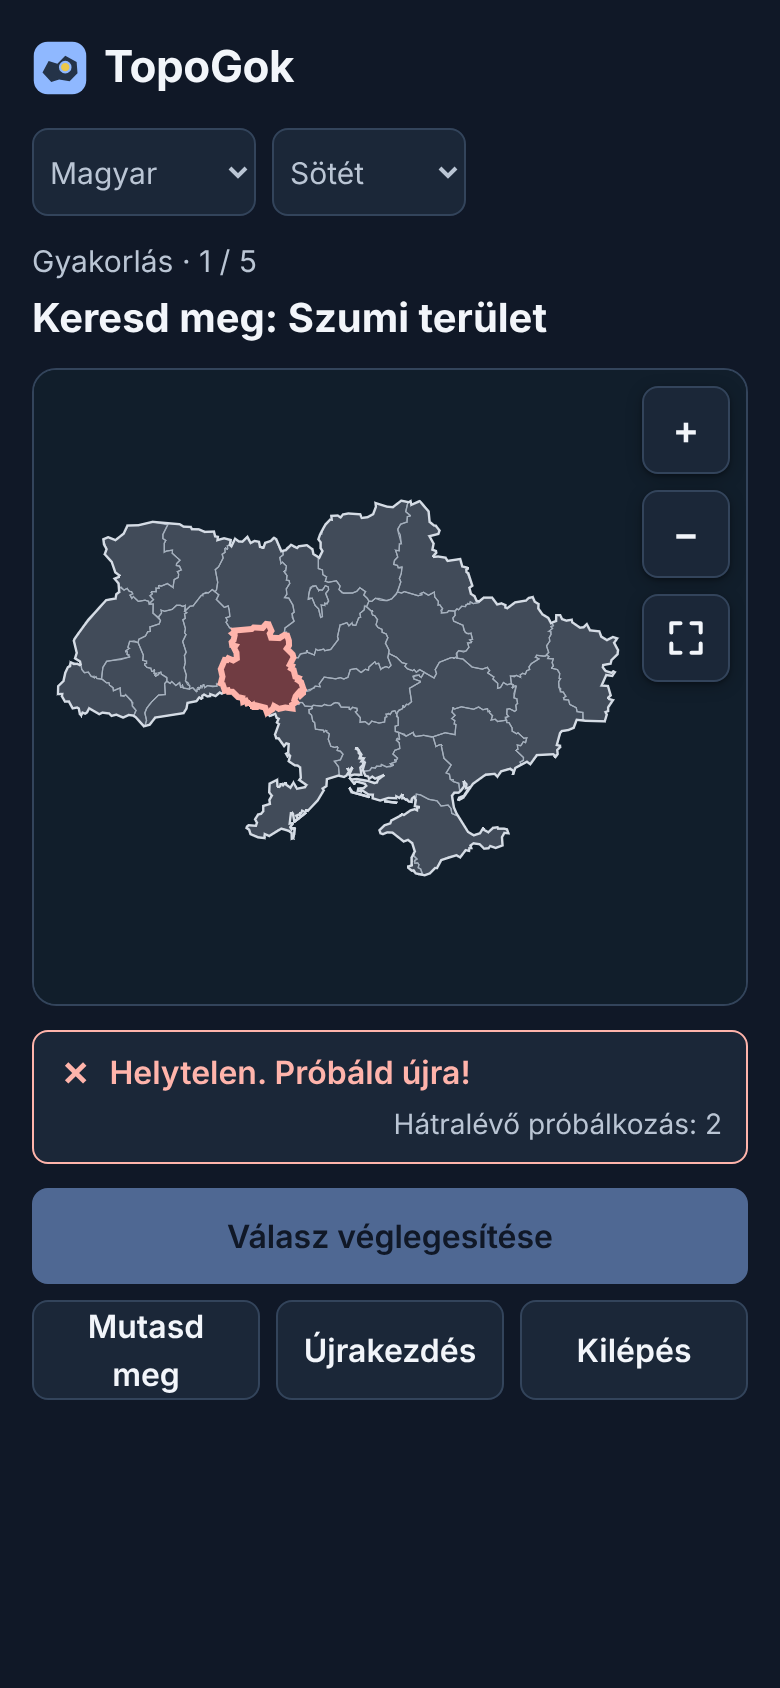 TopoGok
Magyar
Sötét
Gyakorlás · 1 / 5
Keresd meg: Szumi terület
+
−
✕ Helytelen. Próbáld újra!
Hátralévő próbálkozás: 2
Válasz véglegesítése
Mutasd
meg
Újrakezdés
Kilépés